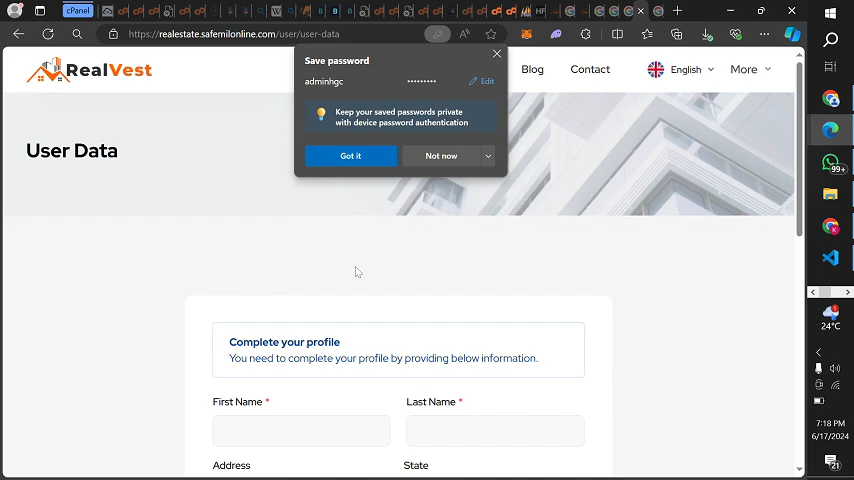 cPanel
https://realestate.safemilonline.com/user/user-data
Save password
adminhgc
Edit
Keep your saved passwords private
with device password authentication
Got it
Not now
RealVest
Blog
Contact
English
More
User Data
Complete your profile
You need to complete your profile by providing below information.
First Name *
Last Name *
Address
State
99+
24°C
7:18 PM
6/17/2024
21